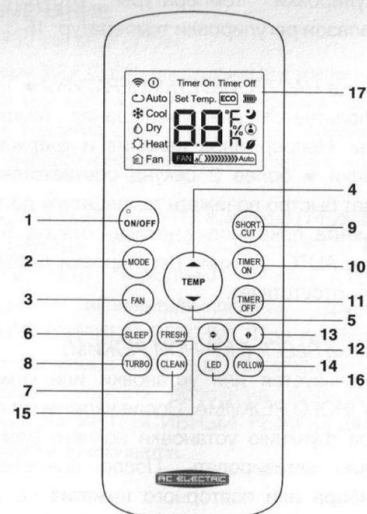 Timer On Timer Off
Auto
Set Temp. ECO
Cool
Dry
Heat
Fan
88
°F
%
FAN
Auto
17
4
1
ON/OFF
SHORT
CUT
9
2
MODE
TEMP
TIMER
ON
10
3
FAN
TIMER
OFF
11
5
6
SLEEP
FRESH
13
12
8
TURBO
CLEAN
LED
FOLLOW
14
7
16
15
AC ELECTRIC